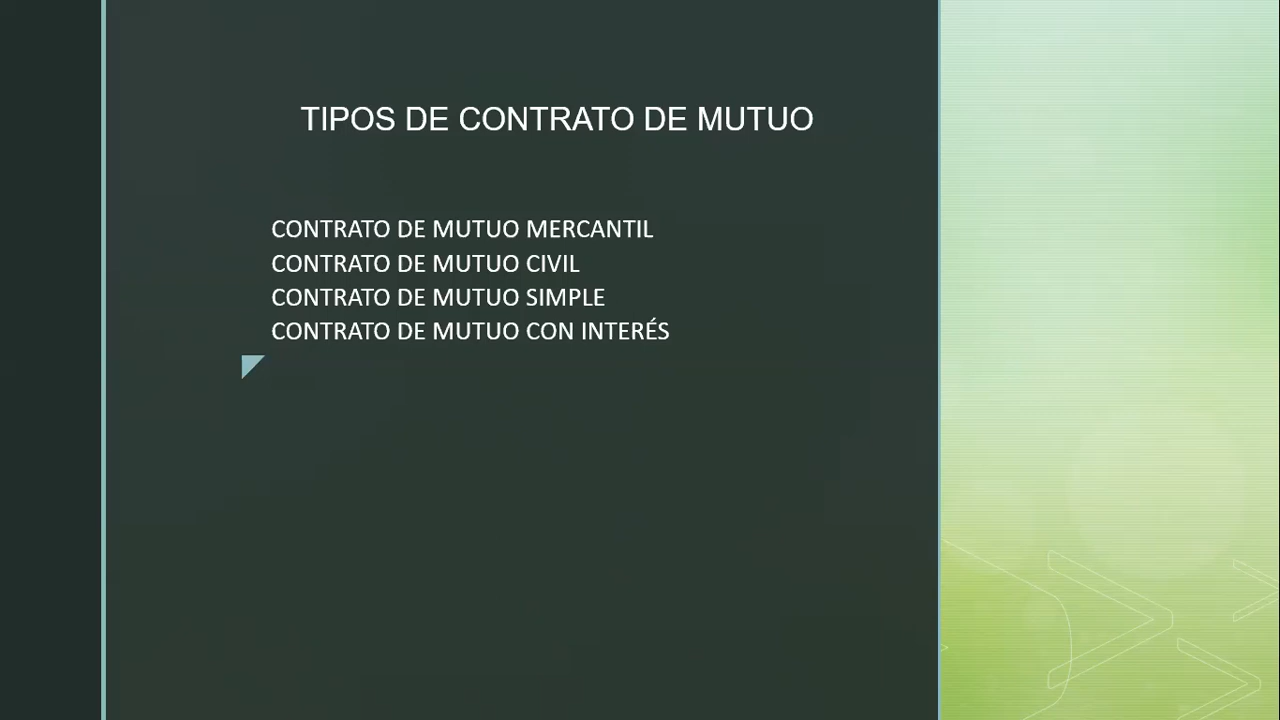 TIPOS DE CONTRATO DE MUTUO
CONTRATO DE MUTUO MERCANTIL
CONTRATO DE MUTUO CIVIL
CONTRATO DE MUTUO SIMPLE
CONTRATO DE MUTUO CON INTERÉS